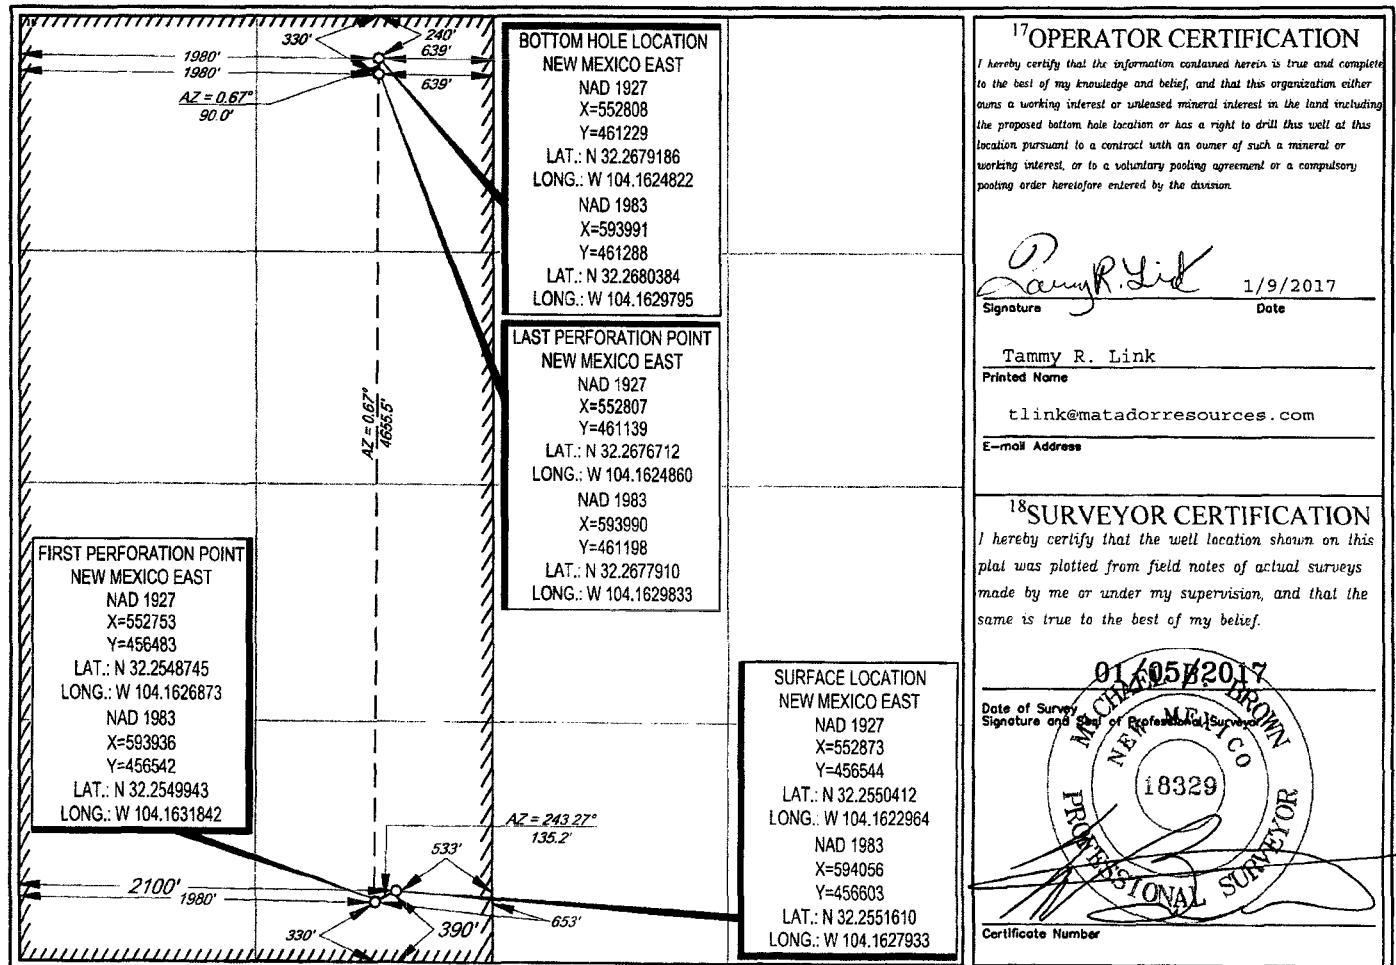 16
330'
240'
1980'
639'
1980'
639'
AZ = 0.67°
90.0'
BOTTOM HOLE LOCATION
NEW MEXICO EAST
NAD 1927
X=552808
Y=461229
LAT.: N 32.2679186
LONG.: W 104.1624822
NAD 1983
X=593991
Y=461288
LAT.: N 32.2680384
LONG.: W 104.1629795
LAST PERFORATION POINT
NEW MEXICO EAST
NAD 1927
X=552807
Y=461139
LAT.: N 32.2676712
LONG.: W 104.1624860
NAD 1983
X=593990
Y=461198
LAT.: N 32.2677910
LONG.: W 104.1629833
AZ = 0.67°
4655.5'
FIRST PERFORATION POINT
NEW MEXICO EAST
NAD 1927
X=552753
Y=456483
LAT.: N 32.2548745
LONG.: W 104.1626873
NAD 1983
X=593936
Y=456542
LAT.: N 32.2549943
LONG.: W 104.1631842
SURFACE LOCATION
NEW MEXICO EAST
NAD 1927
X=552873
Y=456544
LAT.: N 32.2550412
LONG.: W 104.1622964
NAD 1983
X=594056
Y=456603
LAT.: N 32.2551610
LONG.: W 104.1627933
AZ = 243.27°
135.2'
533'
2100'
1980'
653'
330'
390'
17OPERATOR CERTIFICATION
I hereby certify that the information contained herein is true and complete
to the best of my knowledge and belief, and that this organization either
owns a working interest or unleased mineral interest in the land including
the proposed bottom hole location or has a right to drill this well at this
location pursuant to a contract with an owner of such a mineral or
working interest, or to a voluntary pooling agreement or a compulsory
pooling order heretofore entered by the division.
Tammy R. Link
1/9/2017
Signature
Date
Tammy R. Link
Printed Name
tlink@matadorresources.com
E-mail Address
18SURVEYOR CERTIFICATION
I hereby certify that the well location shown on this
plat was plotted from field notes of actual surveys
made by me or under my supervision, and that the
same is true to the best of my belief.
01/05/2017
Date of Survey
Signature and Seal of Professional Surveyor
MICHAEL B. BROWN
NEW MEXICO
18329
PROFESSIONAL SURVEYOR
Certificate Number